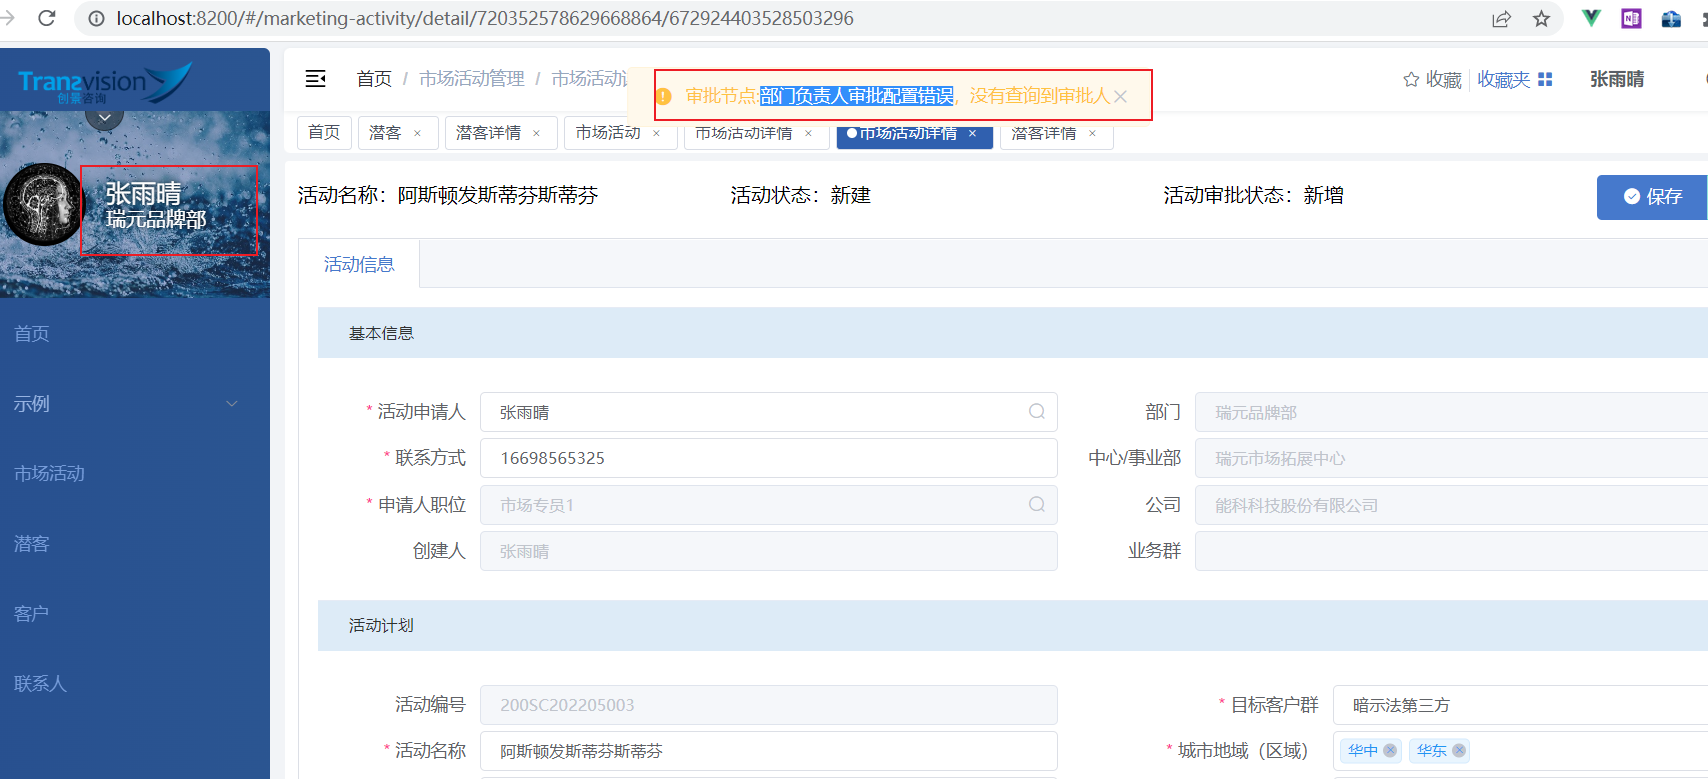 localhost:8200/#/marketing-activity/detail/720352578629668864/672924403528503296
Transvision
创景咨询
首页 / 市场活动管理 / 市场活动
审批节点:部门负责人审批配置错误，没有查询到审批人
收藏 收藏夹 张雨晴
首页 潜客 × 潜客详情 × 市场活动 × 市场活动详情 × 市场活动详情 × 潜客详情 ×
张雨晴
瑞元品牌部
活动名称：阿斯顿发斯蒂芬斯蒂芬 活动状态：新建 活动审批状态：新增 保存
活动信息
首页
示例
市场活动
潜客
客户
联系人
基本信息
* 活动申请人 张雨晴 部门 瑞元品牌部
* 联系方式 16698565325 中心/事业部 瑞元市场拓展中心
* 申请人职位 市场专员1 公司 能科科技股份有限公司
创建人 张雨晴 业务群
活动计划
活动编号 200SC202205003 * 目标客户群 暗示法第三方
* 活动名称 阿斯顿发斯蒂芬斯蒂芬 * 城市地域（区域） 华中 华东